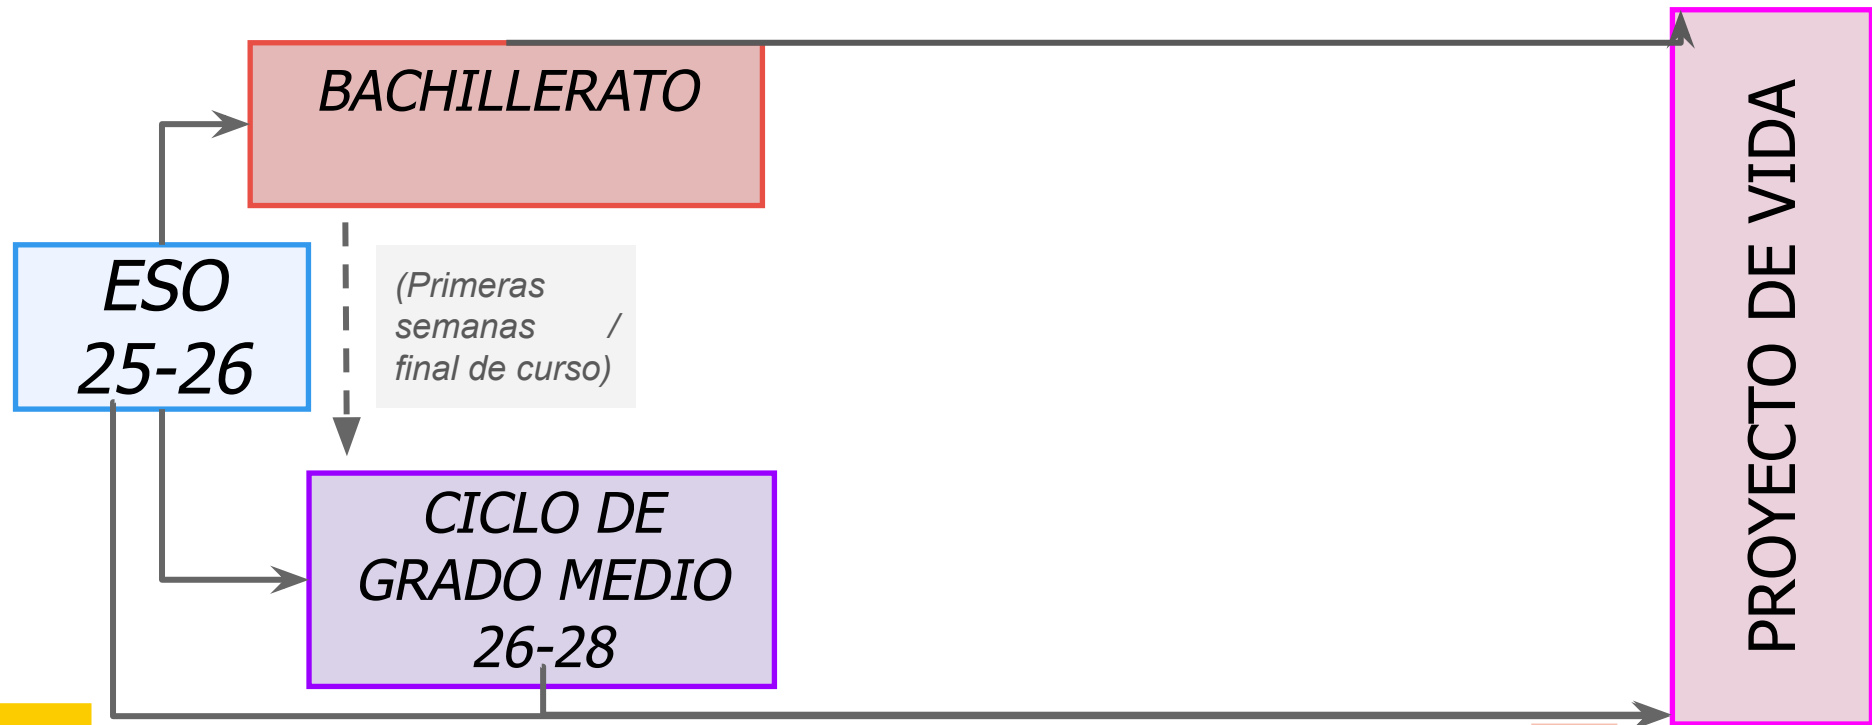 BACHILLERATO
ESO
25-26
(Primeras
semanas /
final de curso)
CICLO DE
GRADO MEDIO
26-28
PROYECTO DE VIDA